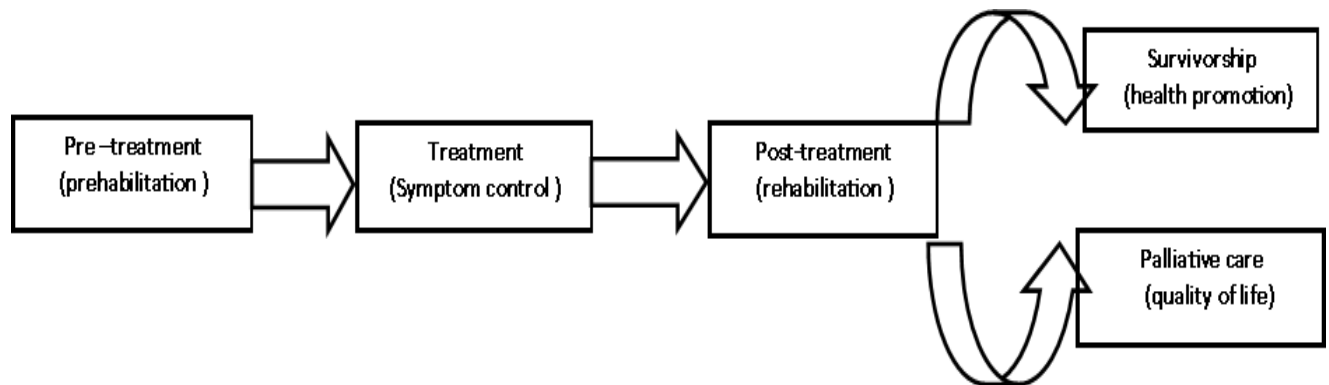 Pre –treatment
(prehabilitation )
Treatment
(Symptom control )
Post-treatment
(rehabilitation )
Survivorship
(health promotion)
Palliative care
(quality of life)